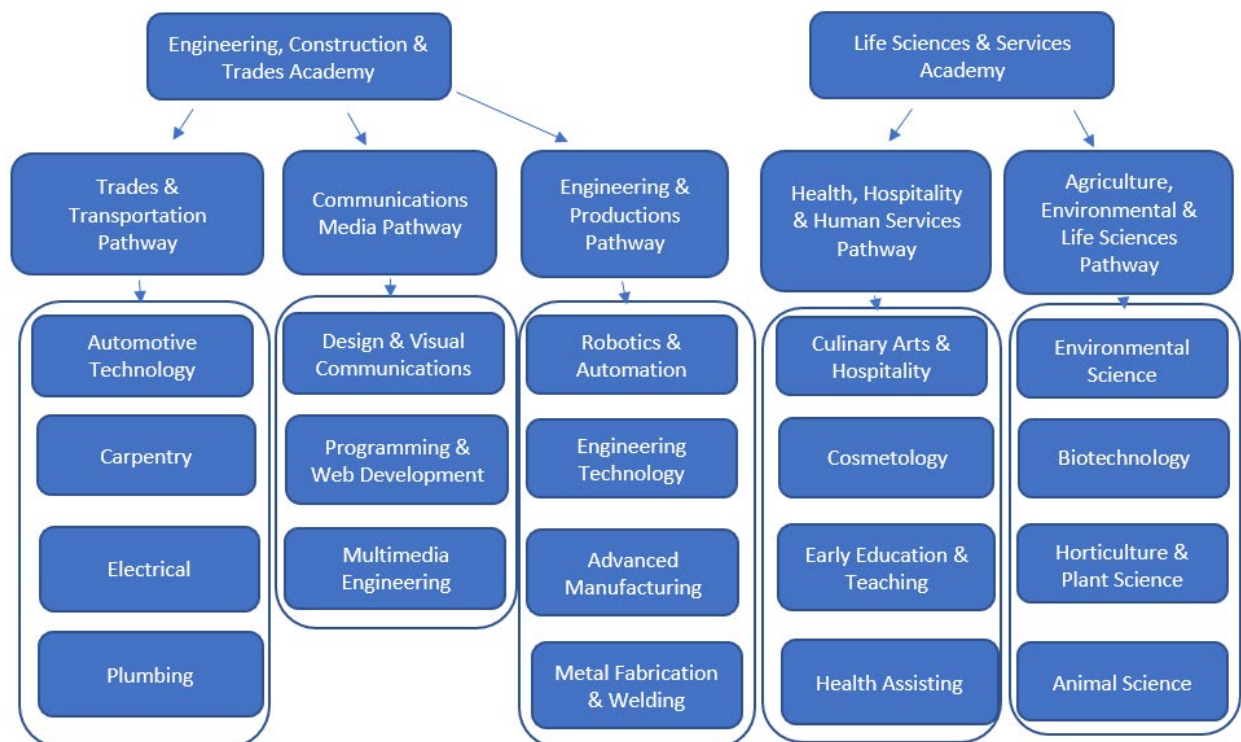 Engineering, Construction &
Trades Academy
Life Sciences & Services
Academy
Trades &
Transportation
Pathway
Communications
Media Pathway
Engineering &
Productions
Pathway
Health, Hospitality
& Human Services
Pathway
Agriculture,
Environmental &
Life Sciences
Pathway
Automotive
Technology
Carpentry
Electrical
Plumbing
Design & Visual
Communications
Programming &
Web Development
Multimedia
Engineering
Robotics &
Automation
Engineering
Technology
Advanced
Manufacturing
Metal Fabrication
& Welding
Culinary Arts &
Hospitality
Cosmetology
Early Education &
Teaching
Health Assisting
Environmental
Science
Biotechnology
Horticulture &
Plant Science
Animal Science